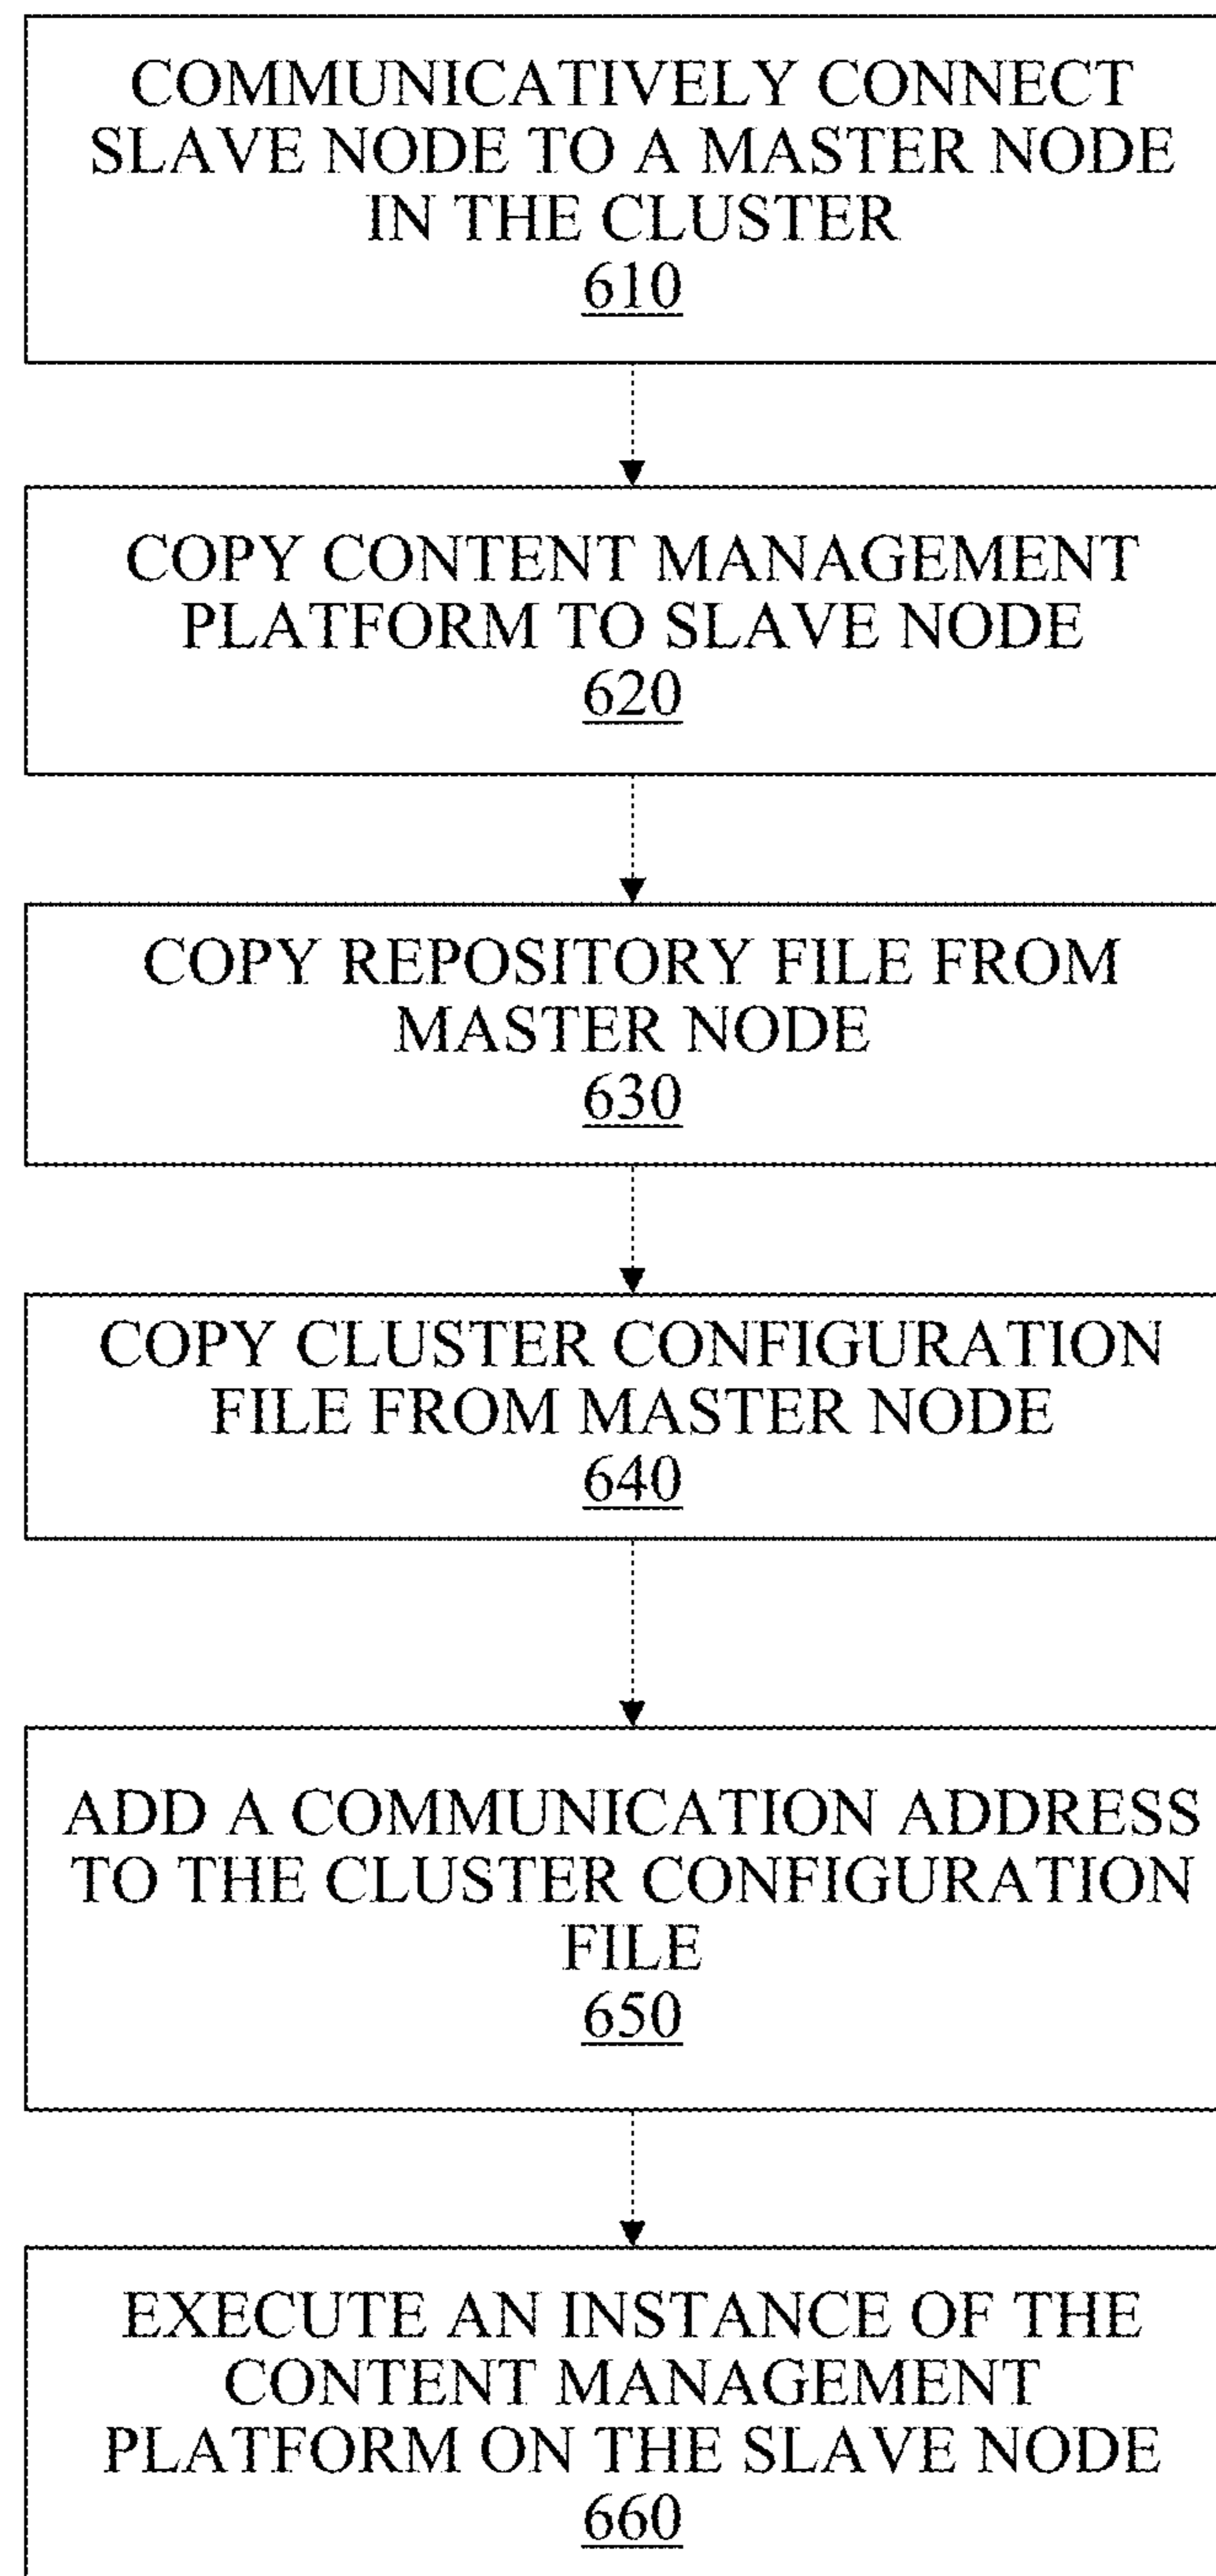 COMMUNICATIVELY CONNECT
SLAVE NODE TO A MASTER NODE
IN THE CLUSTER
610
COPY CONTENT MANAGEMENT
PLATFORM TO SLAVE NODE
620
COPY REPOSITORY FILE FROM
MASTER NODE
630
COPY CLUSTER CONFIGURATION
FILE FROM MASTER NODE
640
ADD A COMMUNICATION ADDRESS
TO THE CLUSTER CONFIGURATION
FILE
650
EXECUTE AN INSTANCE OF THE
CONTENT MANAGEMENT
PLATFORM ON THE SLAVE NODE
660